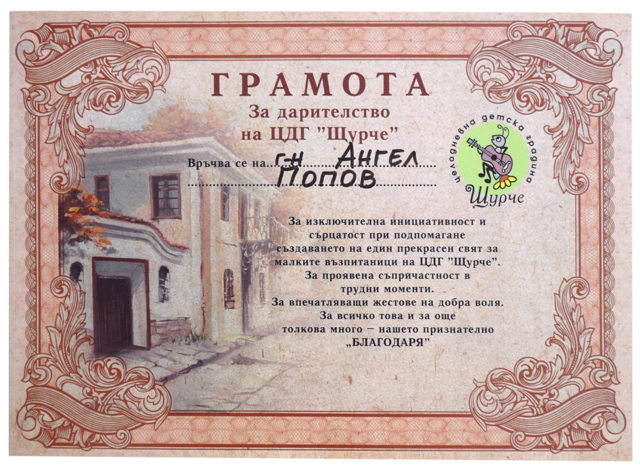 ГРАМОТА
За дарителство
на ЦДГ "Щурче"
Връчва се на г-н Ангел
Попов
целодневна детска градина
Щурче
За изключителна инициативност и
сърцатост при подпомагане
създаването на един прекрасен свят за
малките възпитаници на ЦДГ "Щурче".
За проявена съпричастност в
трудни моменти.
За впечатляващи жестове на добра воля.
За всичко това и за още
толкова много – нашето признателно
„БЛАГОДАРЯ"